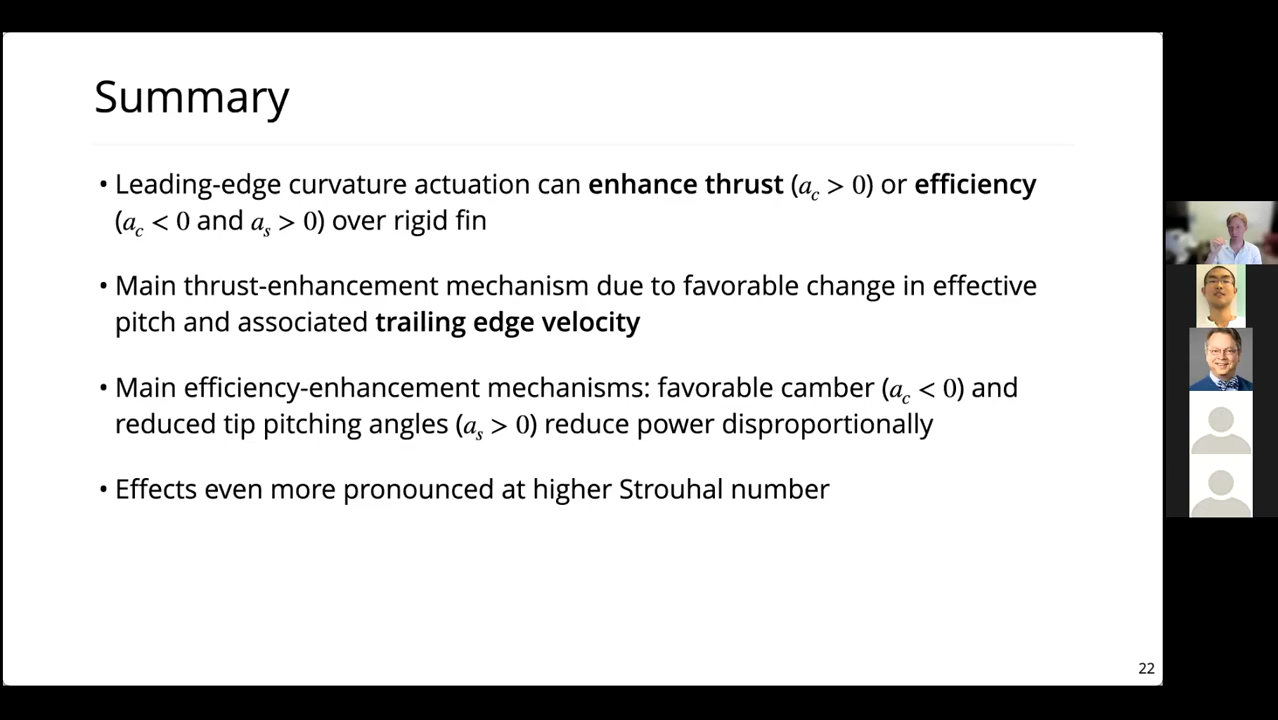 Summary
• Leading-edge curvature actuation can enhance thrust (a_c > 0) or efficiency
(a_c < 0 and a_s > 0) over rigid fin
• Main thrust-enhancement mechanism due to favorable change in effective
pitch and associated trailing edge velocity
• Main efficiency-enhancement mechanisms: favorable camber (a_c < 0) and
reduced tip pitching angles (a_s > 0) reduce power disproportionally
• Effects even more pronounced at higher Strouhal number
22